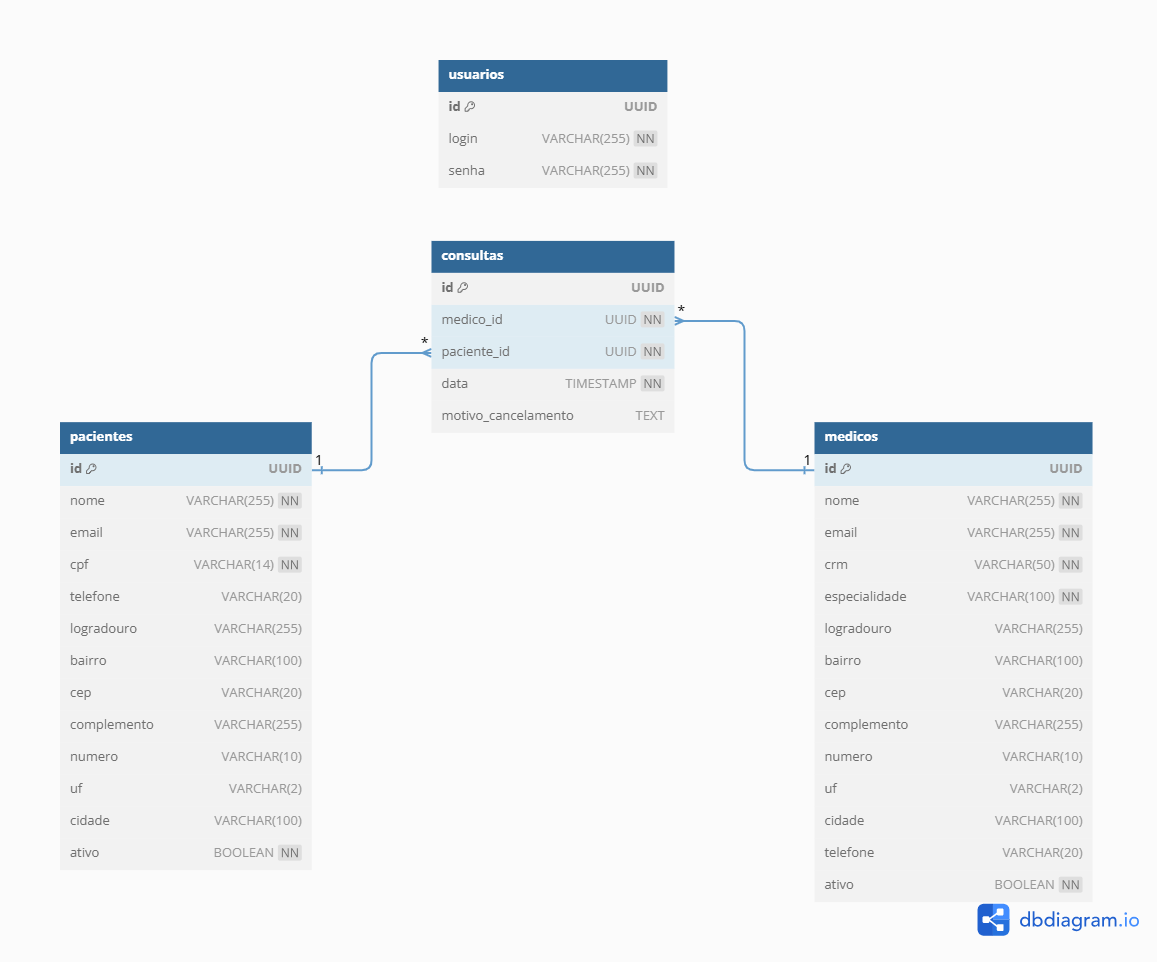 usuarios
id UUID
login VARCHAR(255) NN
senha VARCHAR(255) NN
consultas
id UUID
medico_id UUID NN
paciente_id UUID NN
data TIMESTAMP NN
motivo_cancelamento TEXT
*
*
1
1
pacientes
id UUID
nome VARCHAR(255) NN
email VARCHAR(255) NN
cpf VARCHAR(14) NN
telefone VARCHAR(20)
logradouro VARCHAR(255)
bairro VARCHAR(100)
cep VARCHAR(20)
complemento VARCHAR(255)
numero VARCHAR(10)
uf VARCHAR(2)
cidade VARCHAR(100)
ativo BOOLEAN NN
medicos
id UUID
nome VARCHAR(255) NN
email VARCHAR(255) NN
crm VARCHAR(50) NN
especialidade VARCHAR(100) NN
logradouro VARCHAR(255)
bairro VARCHAR(100)
cep VARCHAR(20)
complemento VARCHAR(255)
numero VARCHAR(10)
uf VARCHAR(2)
cidade VARCHAR(100)
telefone VARCHAR(20)
ativo BOOLEAN NN
dbdiagram.io